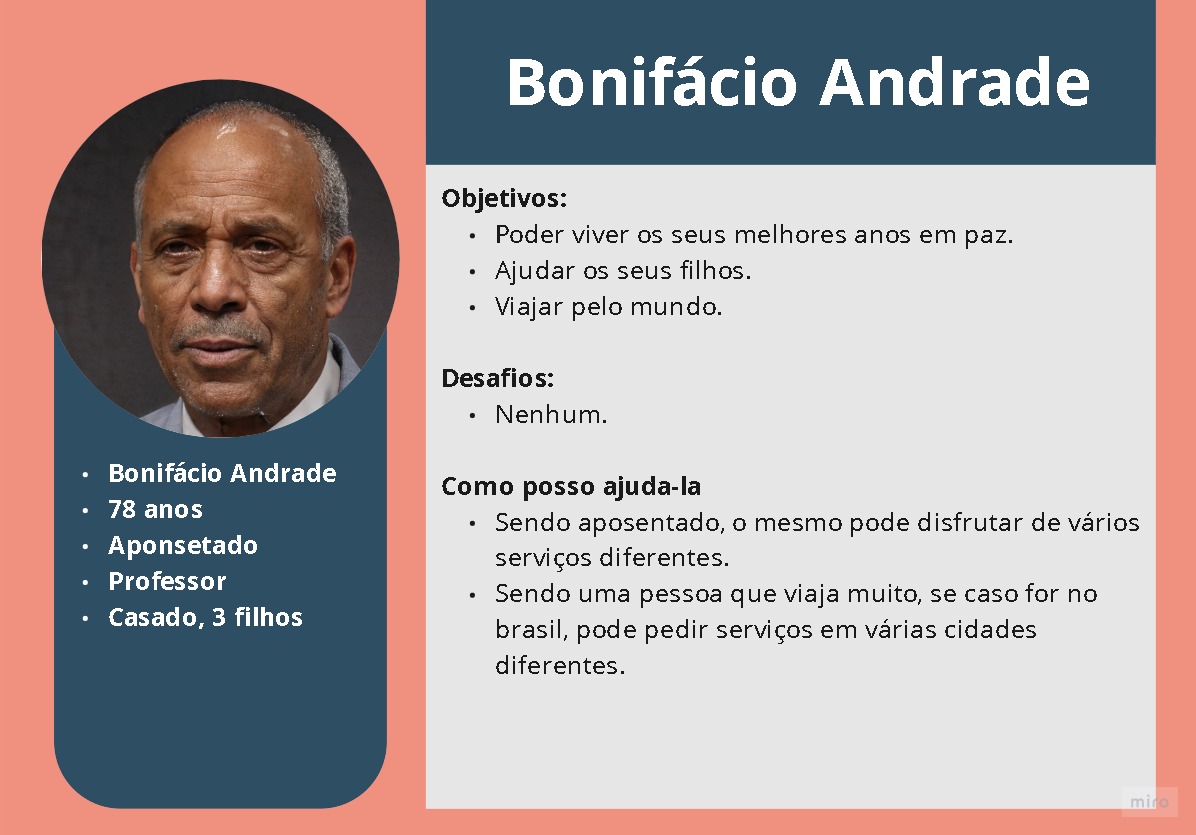 Bonifácio Andrade
• Bonifácio Andrade
• 78 anos
• Aponsetado
• Professor
• Casado, 3 filhos
Objetivos:
• Poder viver os seus melhores anos em paz.
• Ajudar os seus filhos.
• Viajar pelo mundo.
Desafios:
• Nenhum.
Como posso ajuda-la
• Sendo aposentado, o mesmo pode disfrutar de vários
serviços diferentes.
• Sendo uma pessoa que viaja muito, se caso for no
brasil, pode pedir serviços em várias cidades
diferentes.
miro